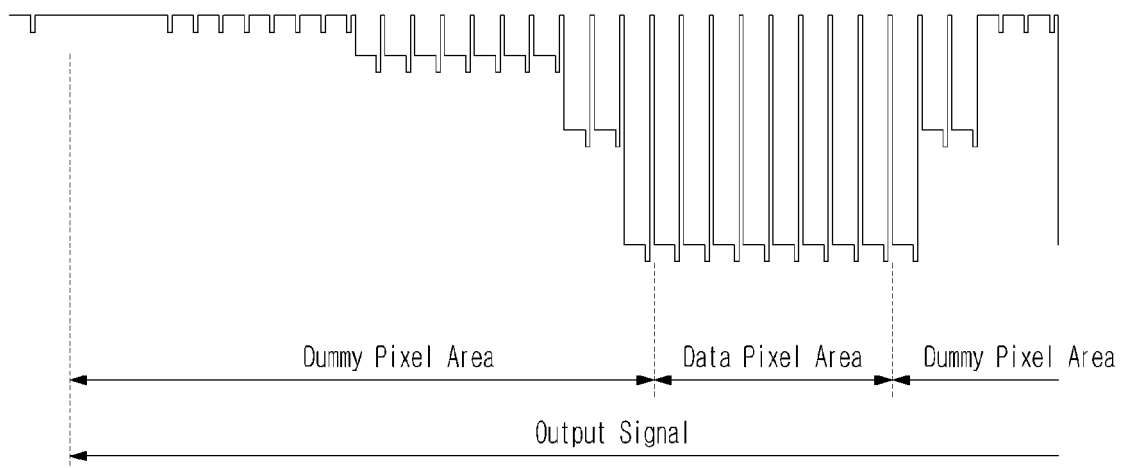 Dummy Pixel Area
Data Pixel Area
Dummy Pixel Area
Output Signal